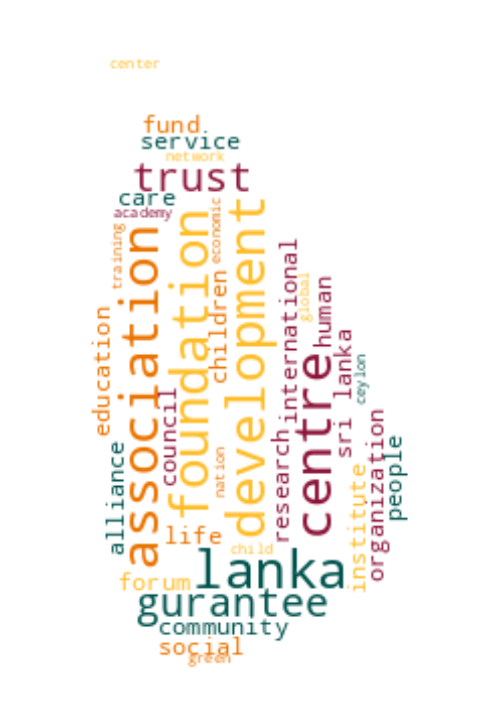 center
fund
service
network
trust
care
academy
training
economic
association
foundation
development
children
international
global
human
education
council
centre
lanka
sri
ceylon
alliance
nation
research
institute
organization
people
life
child
lanka
forum
gurantee
community
social
green